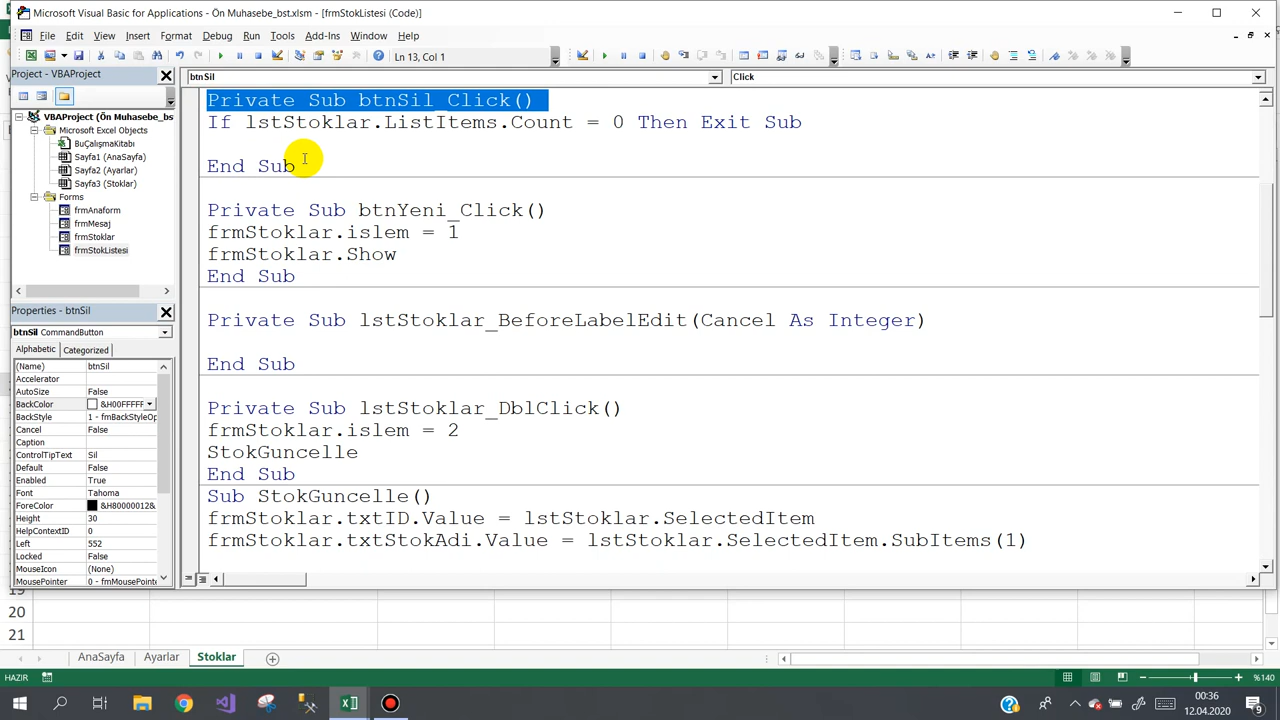 Microsoft Visual Basic for Applications - Ön Muhasebe_bst.xlsm - [frmStokListesi (Code)]
File Edit View Insert Format Debug Run Tools Add-Ins Window Help
Ln 13, Col 1
Project - VBAProject
VBAProject (Ön Muhasebe_bs
Microsoft Excel Objects
BuÇalışmaKitabı
Sayfa1 (AnaSayfa)
Sayfa2 (Ayarlar)
Sayfa3 (Stoklar)
Forms
frmAnaform
frmMesaj
frmStoklar
frmStokListesi
Properties - btnSil
btnSil CommandButton
Alphabetic Categorized
(Name) btnSil
Accelerator
AutoSize False
BackColor &H00FFFFF
BackStyle 1 - fmBackStyleOp
Cancel False
Caption
ControlTipText Sil
Default False
Enabled True
Font Tahoma
ForeColor &H80000012&
Height 30
HelpContextID 0
Left 552
Locked False
MouseIcon (None)
MousePointer 0 - fmMousePointer
btnSil Click
Private Sub btnSil_Click()
If lstStoklar.ListItems.Count = 0 Then Exit Sub
End Sub
Private Sub btnYeni_Click()
frmStoklar.islem = 1
frmStoklar.Show
End Sub
Private Sub lstStoklar_BeforeLabelEdit(Cancel As Integer)
End Sub
Private Sub lstStoklar_DblClick()
frmStoklar.islem = 2
StokGuncelle
End Sub
Sub StokGuncelle()
frmStoklar.txtID.Value = lstStoklar.SelectedItem
frmStoklar.txtStokAdi.Value = lstStoklar.SelectedItem.SubItems(1)
20
21
AnaSayfa Ayarlar Stoklar
HAZIR
%140
00:36
12.04.2020